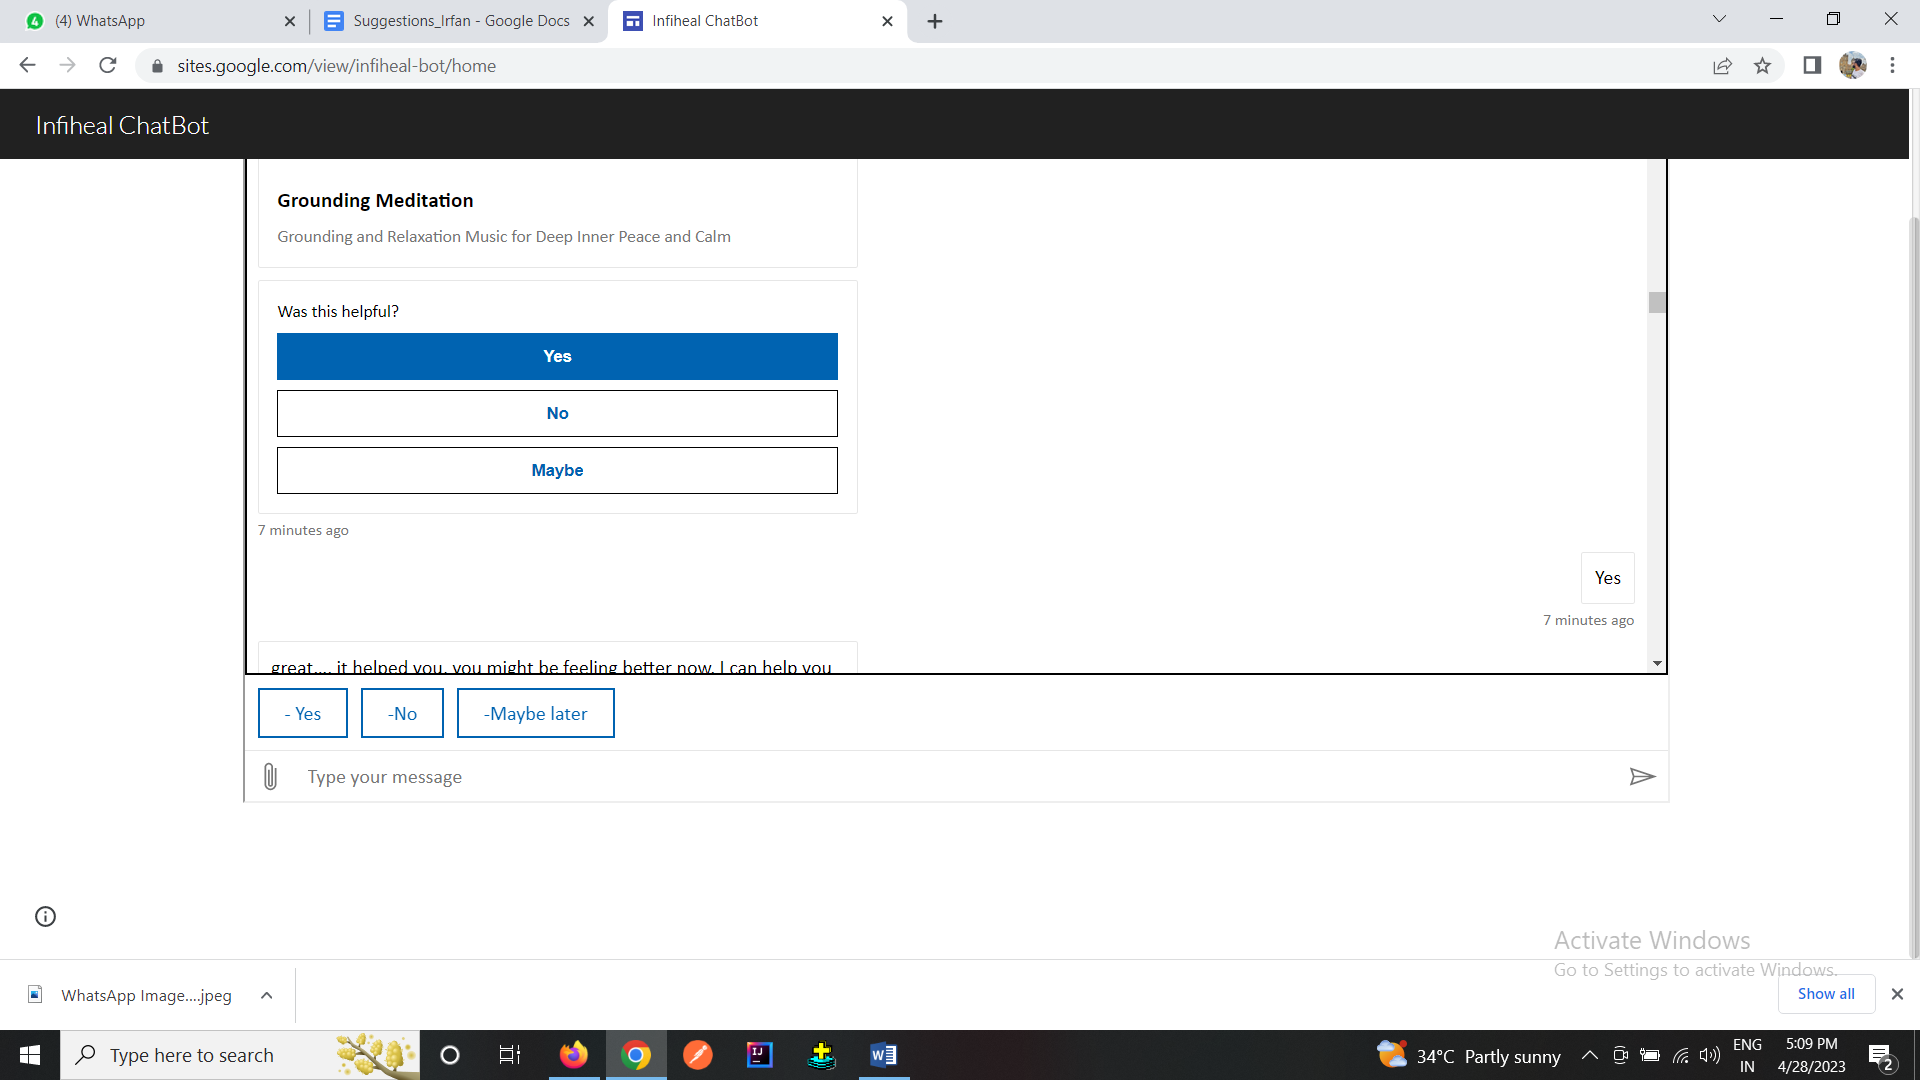 (4) WhatsApp
Suggestions_Irfan - Google Docs
Infiheal ChatBot
sites.google.com/view/infiheal-bot/home
Infiheal ChatBot
Grounding Meditation
Grounding and Relaxation Music for Deep Inner Peace and Calm
Was this helpful?
Yes
No
Maybe
7 minutes ago
Yes
7 minutes ago
great.... it helped you, you might be feeling better now. I can help you
- Yes
-No
-Maybe later
Type your message
Activate Windows
Go to Settings to activate Windows.
WhatsApp Image....jpeg
Show all
Type here to search
34°C Partly sunny
ENG
IN
5:09 PM
4/28/2023
2